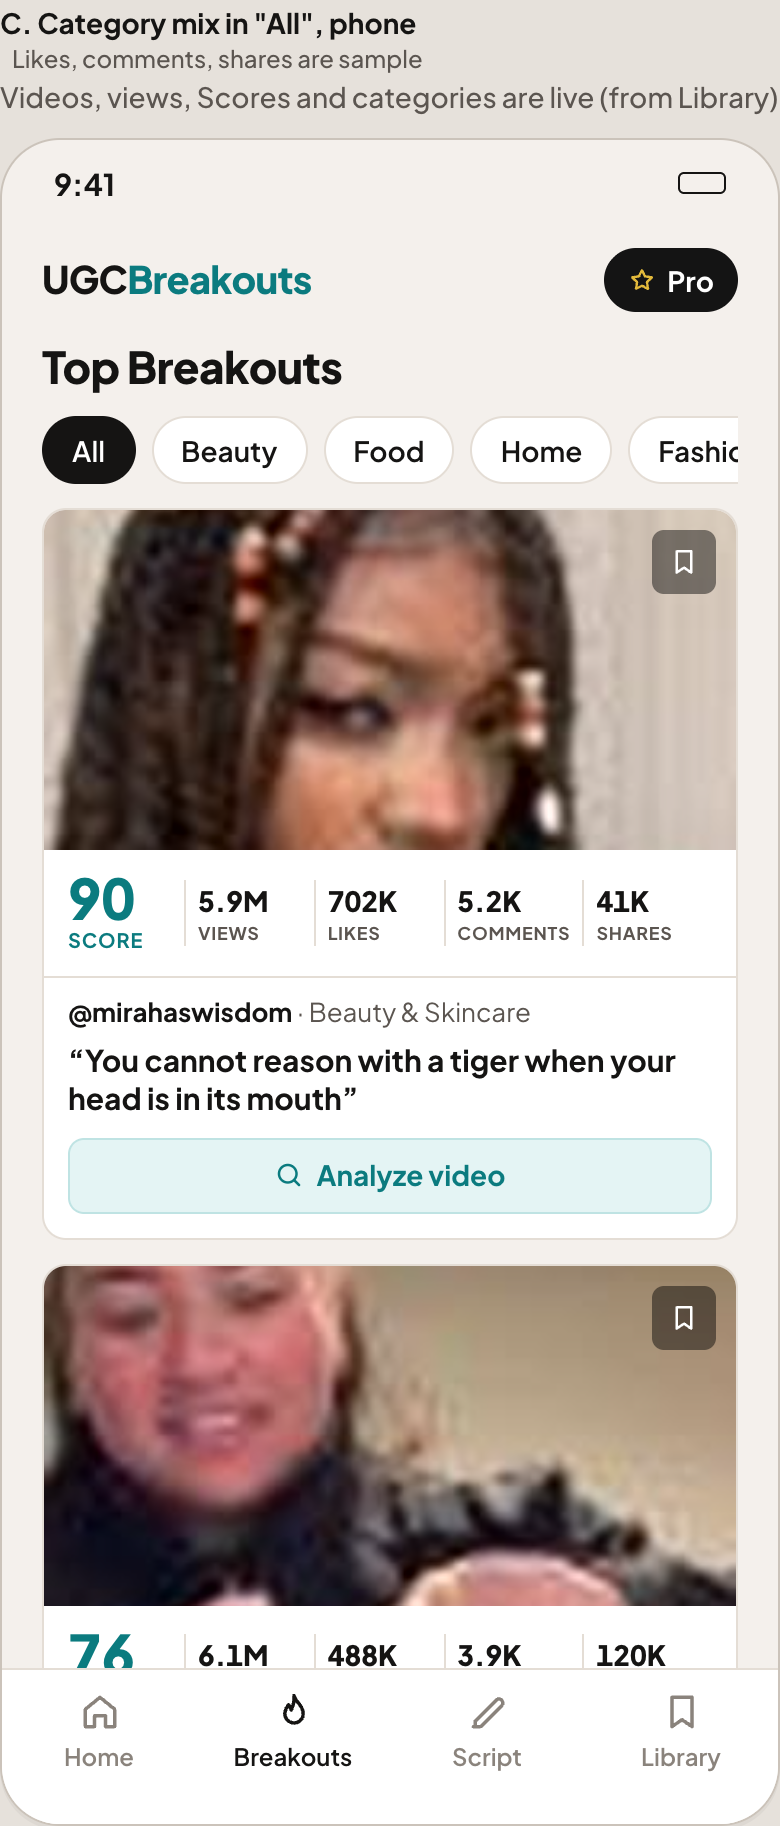 C. Category mix in "All", phone
Likes, comments, shares are sample
Videos, views, Scores and categories are live (from Library)
9:41
UGCBreakouts
Pro
Top Breakouts
All Beauty Food Home Fashic
90 5.9M 702K 5.2K 41K
SCORE VIEWS LIKES COMMENTS SHARES
@mirahaswisdom · Beauty & Skincare
“You cannot reason with a tiger when your
head is in its mouth”
Analyze video
76 6.1M 488K 3.9K 120K
Home Breakouts Script Library